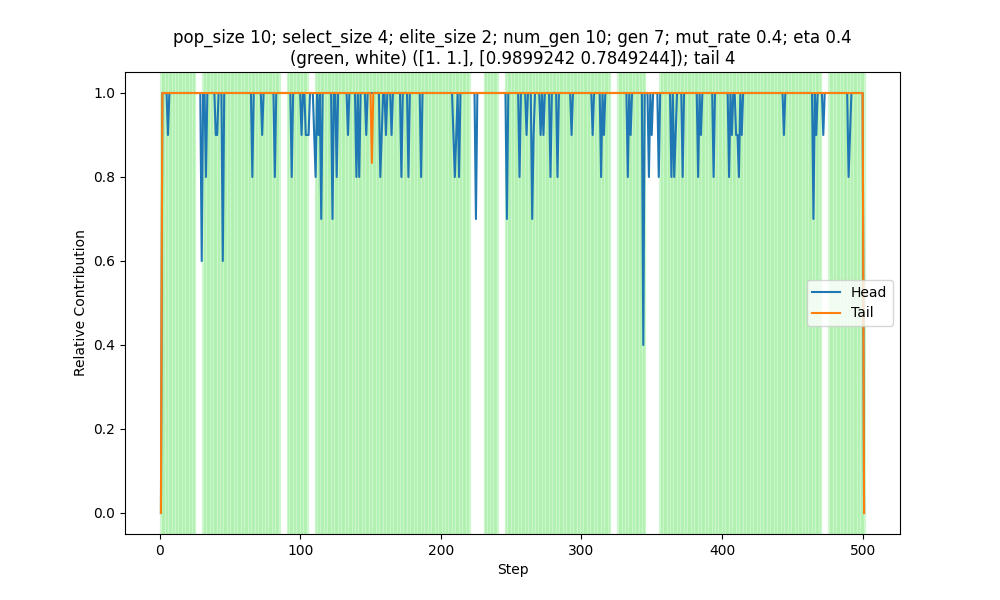 pop_size 10; select_size 4; elite_size 2; num_gen 10; gen 7; mut_rate 0.4; eta 0.4
(green, white) ([1. 1.], [0.9899242 0.7849244]); tail 4
1.0
0.8
0.6
0.4
0.2
0.0
Relative Contribution
Head
Tail
0
100
200
300
400
500
Step